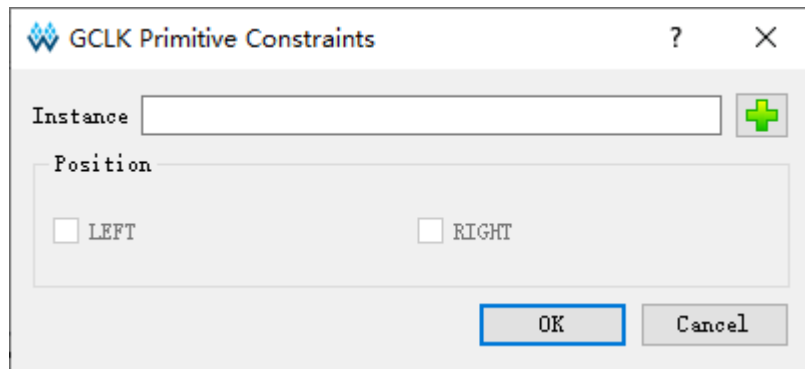 GCLK Primitive Constraints ?
Instance
Position
LEFT RIGHT
OK Cancel